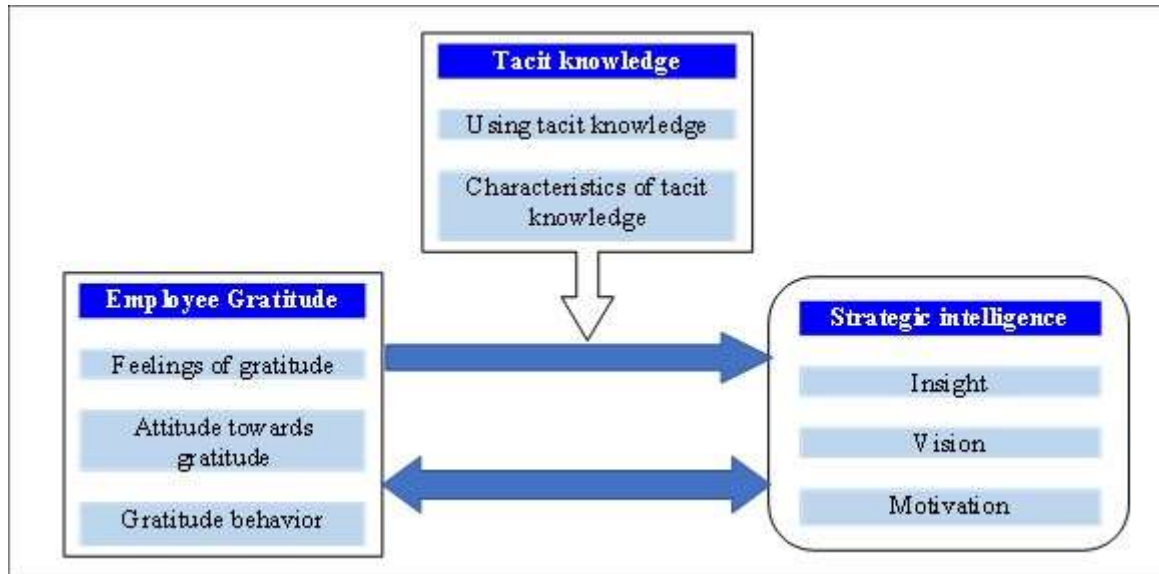 Tacit knowledge
Using tacit knowledge
Characteristics of tacit
knowledge
Employee Gratitude
Feelings of gratitude
Attitude towards
gratitude
Gratitude behavior
Strategic intelligence
Insight
Vision
Motivation